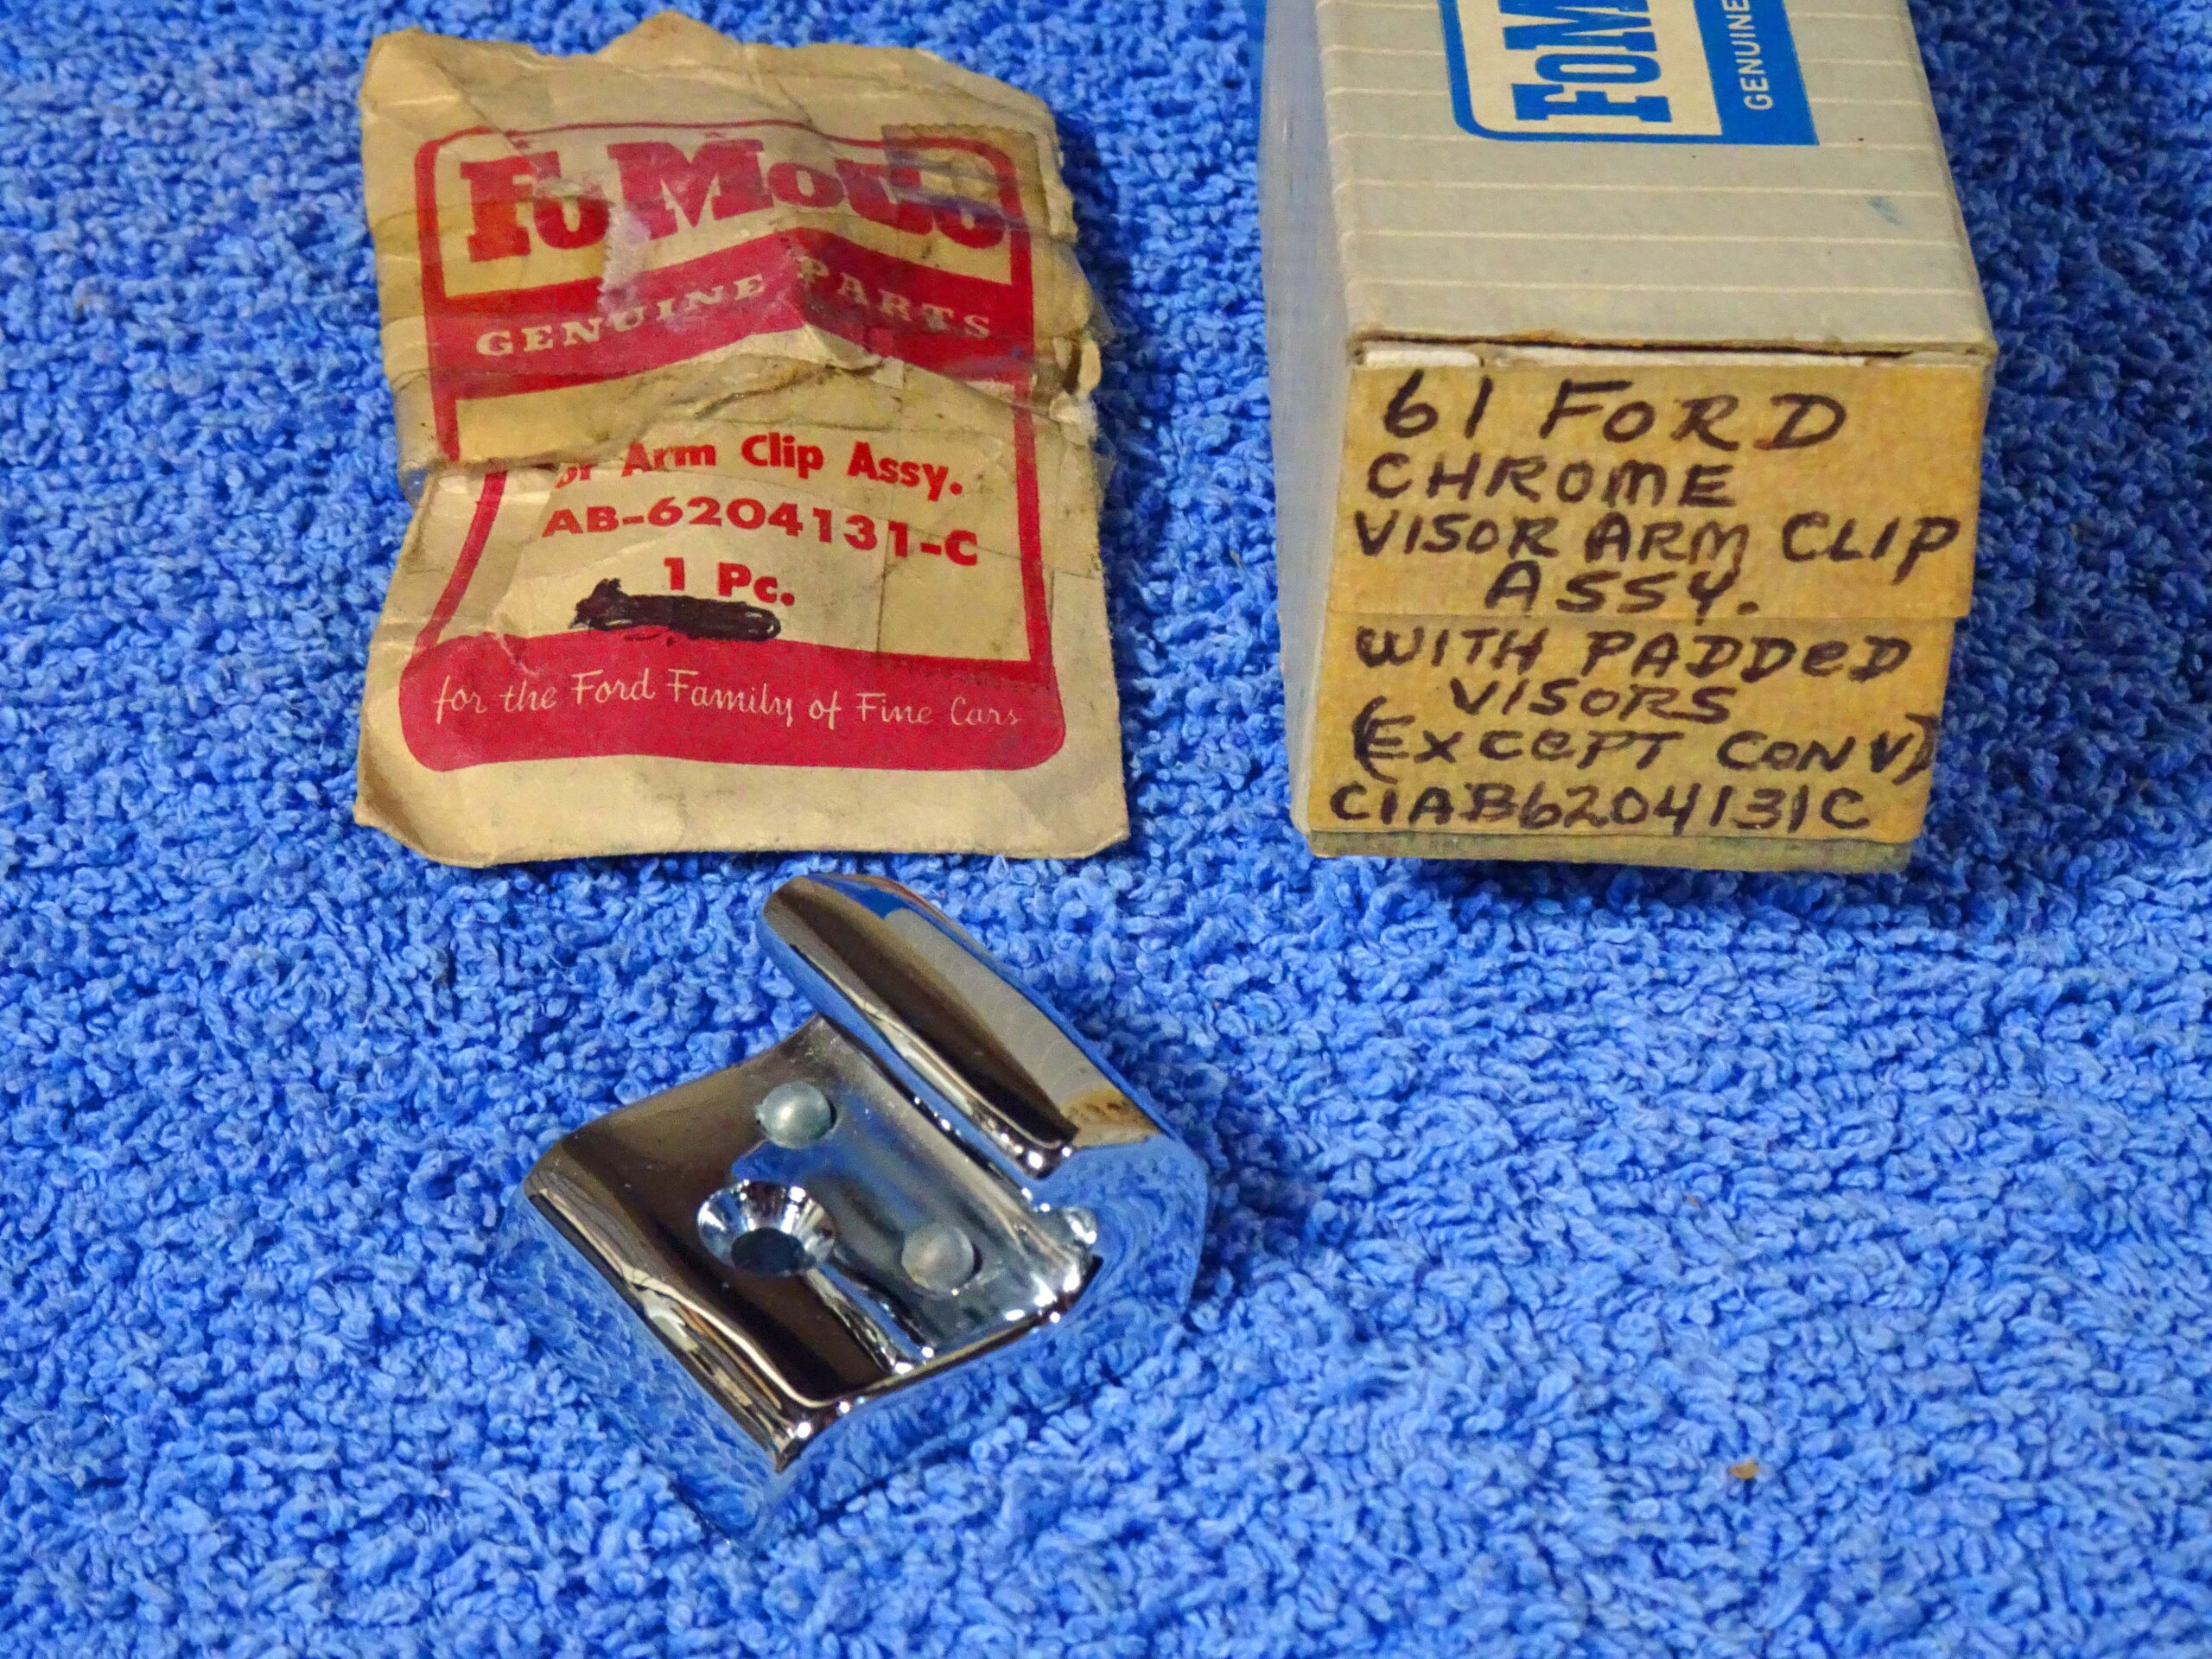 FoMoCo
GENUINE PARTS
Arm Clip Assy.
AB-6204131-C
1 Pc.
for the Ford Family of Fine Cars
FOM
GENUINE
61 FORD
CHROME
VISOR ARM CLIP
ASSY.
WITH PADDED
VISORS
(EXCEPT CONV)
C1AB6204131C